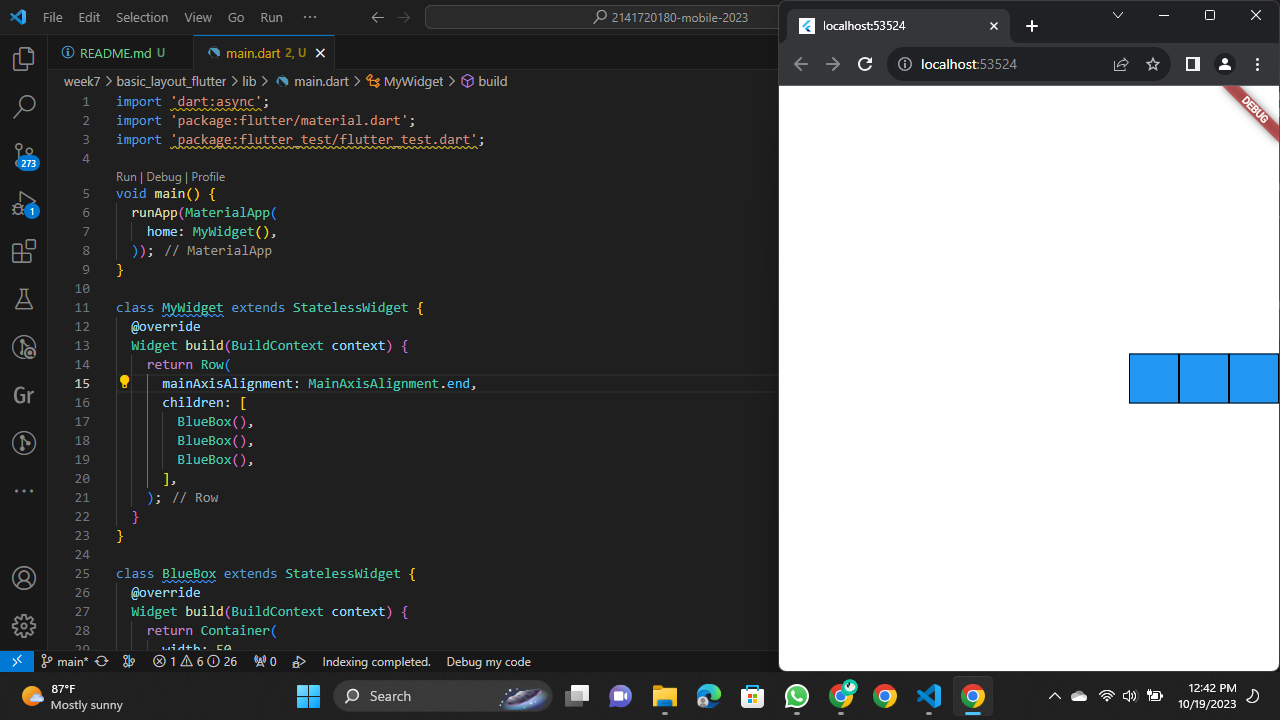 File Edit Selection View Go Run ··· 2141720180-mobile-2023
README.md U main.dart 2, U
week7 > basic_layout_flutter > lib > main.dart > MyWidget > build
1 import 'dart:async';
2 import 'package:flutter/material.dart';
3 import 'package:flutter_test/flutter_test.dart';
4
Run | Debug | Profile
5 void main() {
6 runApp(MaterialApp(
7 home: MyWidget(),
8 )); // MaterialApp
9 }
10
11 class MyWidget extends StatelessWidget {
12 @override
13 Widget build(BuildContext context) {
14 return Row(
15 mainAxisAlignment: MainAxisAlignment.end,
16 children: [
17 BlueBox(),
18 BlueBox(),
19 BlueBox(),
20 ],
21 ); // Row
22 }
23 }
24
25 class BlueBox extends StatelessWidget {
26 @override
27 Widget build(BuildContext context) {
28 return Container(
29 width: 50
273
1
Gr
main* 1 6 26 0 Indexing completed. Debug my code
localhost:53524
localhost:53524
DEBUG
87°F
Mostly sunny
Search
12:42 PM
10/19/2023